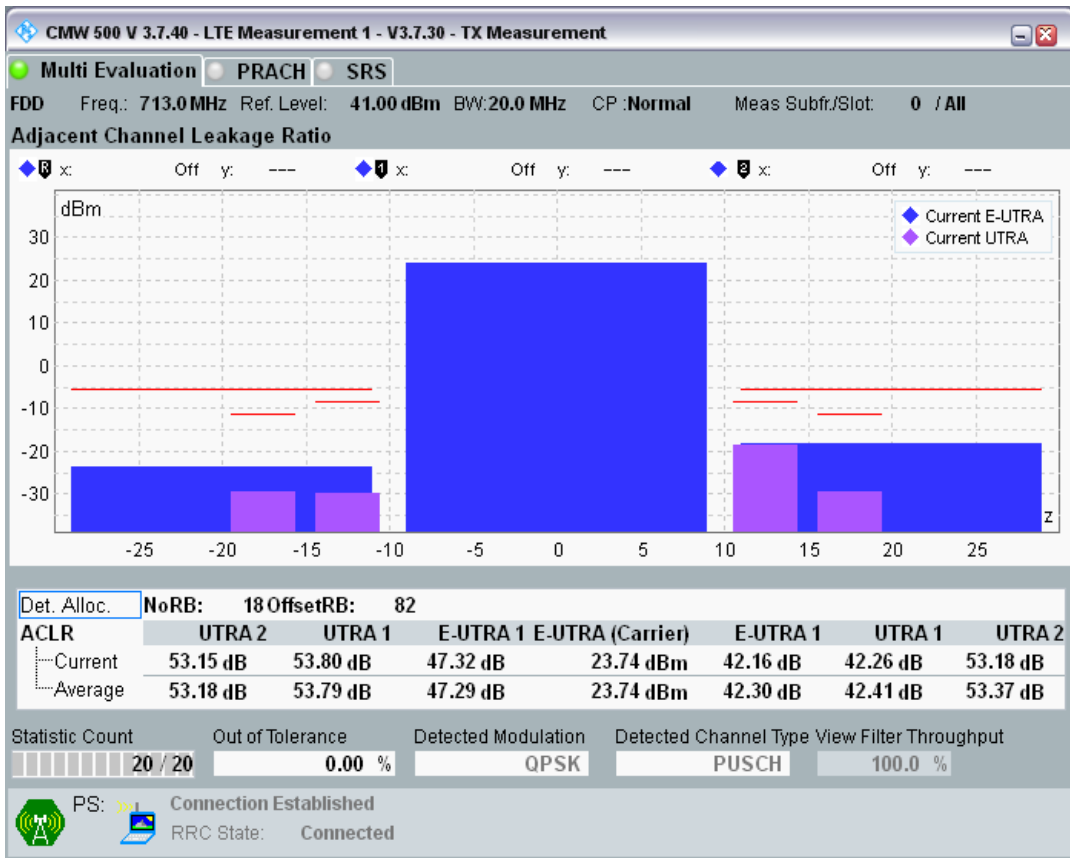 CMW 500 V 3.7.40 - LTE Measurement 1 - V3.7.30 - TX Measurement
Multi Evaluation PRACH SRS
FDD Freq.: 713.0 MHz Ref. Level: 41.00 dBm BW: 20.0 MHz CP : Normal Meas Subfr./Slot: 0 / All
Adjacent Channel Leakage Ratio
R x: Off y: --- 1 x: Off y: --- 2 x: Off y: ---
dBm
Current E-UTRA
Current UTRA
30
20
10
0
-10
-20
-30
z
-25 -20 -15 -10 -5 0 5 10 15 20 25
Det. Alloc. NoRB: 18 OffsetRB: 82
ACLR UTRA 2 UTRA 1 E-UTRA 1 E-UTRA (Carrier) E-UTRA 1 UTRA 1 UTRA 2
Current 53.15 dB 53.80 dB 47.32 dB 23.74 dBm 42.16 dB 42.26 dB 53.18 dB
Average 53.18 dB 53.79 dB 47.29 dB 23.74 dBm 42.30 dB 42.41 dB 53.37 dB
Statistic Count Out of Tolerance Detected Modulation Detected Channel Type View Filter Throughput
20 / 20 0.00 % QPSK PUSCH 100.0 %
PS: Connection Established
RRC State: Connected